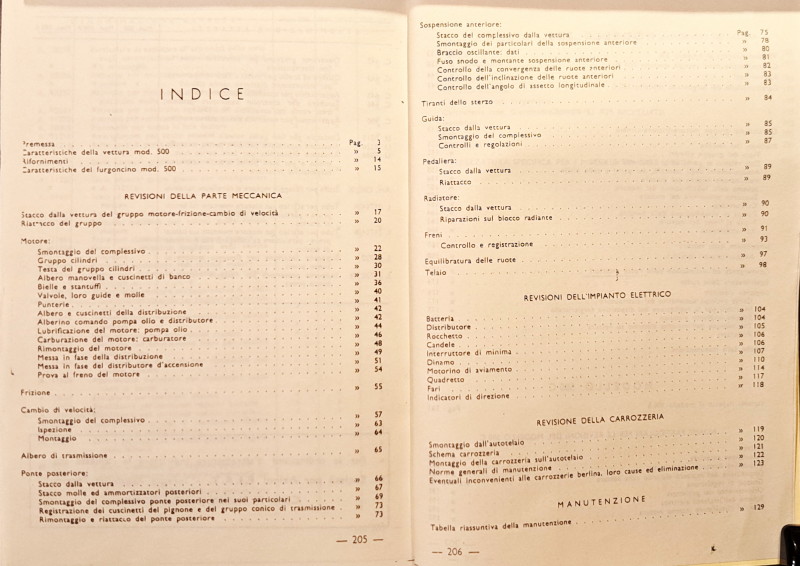 INDICE
Premessa . . . Pag. 3
Caratteristiche della vettura mod. 500 . . . » 5
Rifornimenti . . . » 14
Caratteristiche del furgoncino mod. 500 . . . » 15
REVISIONI DELLA PARTE MECCANICA
Stacco dalla vettura del gruppo motore-frizione-cambio di velocità . . . » 17
Riattacco del gruppo . . . » 20
Motore:
Smontaggio del complessivo . . . » 22
Gruppo cilindri . . . » 28
Testa del gruppo cilindri . . . » 30
Albero manovella e cuscinetti di banco . . . » 31
Bielle e stantuffi . . . » 36
Valvole, loro guide e molle . . . » 40
Punterie . . . » 41
Albero e cuscinetti della distribuzione . . . » 42
Alberino comando pompa olio e distributore . . . » 42
Lubrificazione del motore: pompa olio . . . » 44
Carburazione del motore: carburatore . . . » 46
Rimontaggio del motore . . . » 48
Messa in fase della distribuzione . . . » 49
Messa in fase del distributore d'accensione . . . » 51
Prova al freno del motore . . . » 54
Frizione . . . » 55
Cambio di velocità:
Smontaggio del complessivo . . . » 57
Ispezione . . . » 63
Montaggio . . . » 64
Albero di trasmissione . . . » 65
Ponte posteriore:
Stacco dalla vettura . . . » 66
Stacco molle ed ammortizzatori posteriori . . . » 67
Smontaggio del complessivo ponte posteriore nei suoi particolari . . . » 69
Registrazione dei cuscinetti del pignone e del gruppo conico di trasmissione . . . » 73
Rimontaggio e riattacco del ponte posteriore . . . » 73
— 205 —
Sospensione anteriore:
Stacco del complessivo dalla vettura . . . Pag. 75
Smontaggio dei particolari della sospensione anteriore . . . » 78
Braccio oscillante: dati . . . » 80
Fuso snodo e montante sospensione anteriore . . . » 81
Controllo della convergenza delle ruote anteriori . . . » 82
Controllo dell'inclinazione delle ruote anteriori . . . » 83
Controllo dell'angolo di assetto longitudinale . . . » 83
Tiranti dello sterzo . . . » 84
Guida:
Stacco dalla vettura . . . » 85
Smontaggio del complessivo . . . » 85
Controlli e regolazioni . . . » 87
Pedaliera:
Stacco dalla vettura . . . » 89
Riattacco . . . » 89
Radiatore:
Stacco dalla vettura . . . » 90
Riparazioni sul blocco radiante . . . » 90
Freni . . . » 91
Controllo e registrazione . . . » 93
Equilibratura delle ruote . . . » 97
Telaio . . . » 98
REVISIONI DELL'IMPIANTO ELETTRICO
Batteria . . . » 104
Distributore . . . » 104
Rocchetto . . . » 105
Candele . . . » 106
Interruttore di minima . . . » 106
Dinamo . . . » 107
Motorino di aviamento . . . » 110
Quadretto . . . » 114
Fari . . . » 117
Indicatori di direzione . . . » 118
REVISIONE DELLA CARROZZERIA
Smontaggio dall'autotelaio . . . » 119
Schema carrozzeria . . . » 120
Montaggio della carrozzeria sull'autotelaio . . . » 121
Norme generali di manutenzione . . . » 122
Eventuali inconvenienti alle carrozzerie berlina, loro cause ed eliminazione . . . » 123
MANUTENZIONE
Tabella riassuntiva della manutenzione . . . » 129
— 206 —